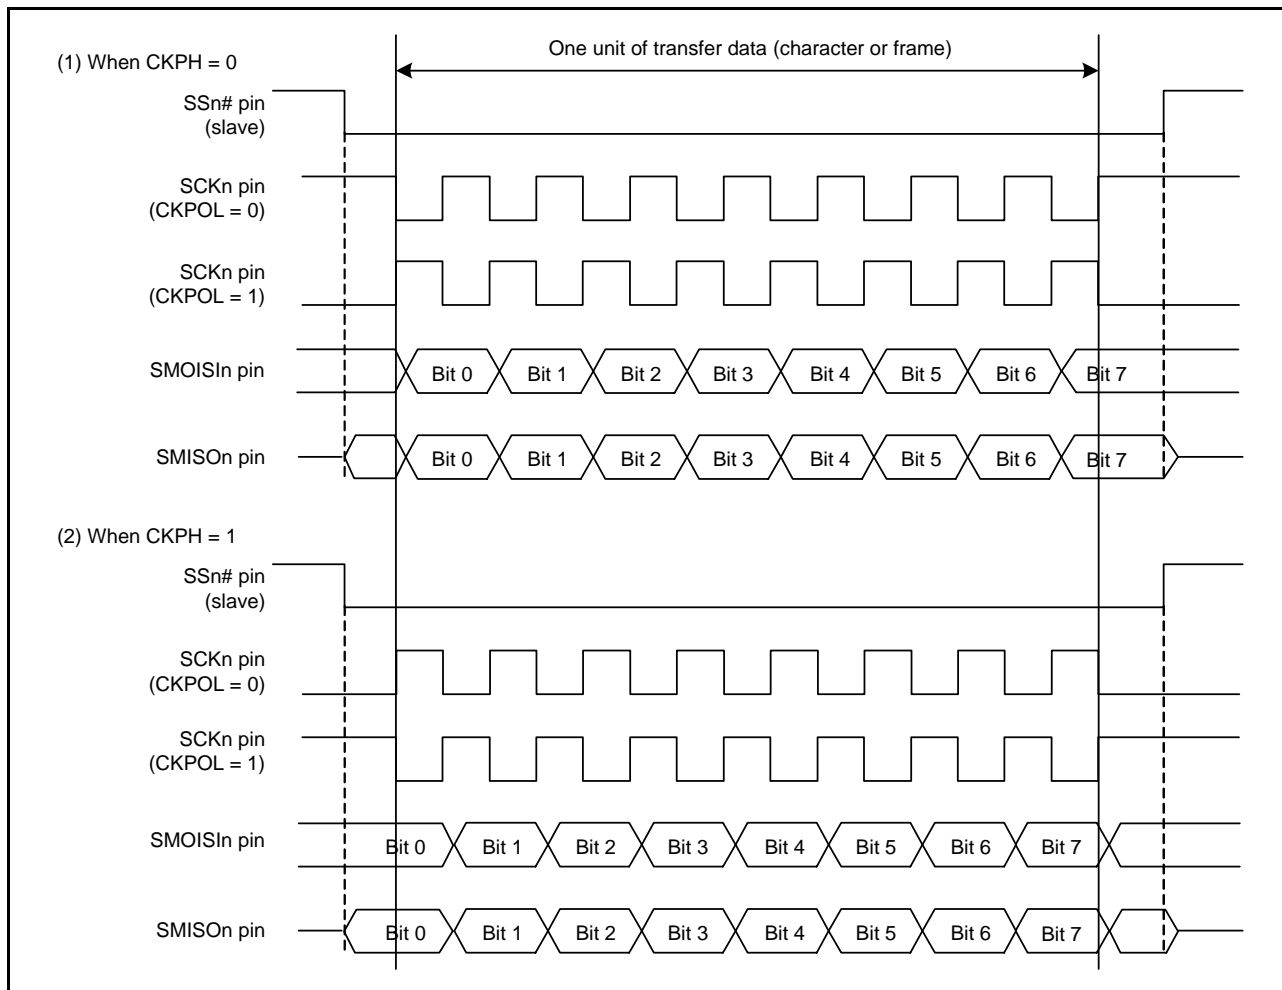 One unit of transfer data (character or frame)
(1) When CKPH = 0
SSn# pin
(slave)
SCKn pin
(CKPOL = 0)
SCKn pin
(CKPOL = 1)
SMOISIn pin
Bit 0 Bit 1 Bit 2 Bit 3 Bit 4 Bit 5 Bit 6 Bit 7
SMISOn pin
Bit 0 Bit 1 Bit 2 Bit 3 Bit 4 Bit 5 Bit 6 Bit 7
(2) When CKPH = 1
SSn# pin
(slave)
SCKn pin
(CKPOL = 0)
SCKn pin
(CKPOL = 1)
SMOISIn pin
Bit 0 Bit 1 Bit 2 Bit 3 Bit 4 Bit 5 Bit 6 Bit 7
SMISOn pin
Bit 0 Bit 1 Bit 2 Bit 3 Bit 4 Bit 5 Bit 6 Bit 7